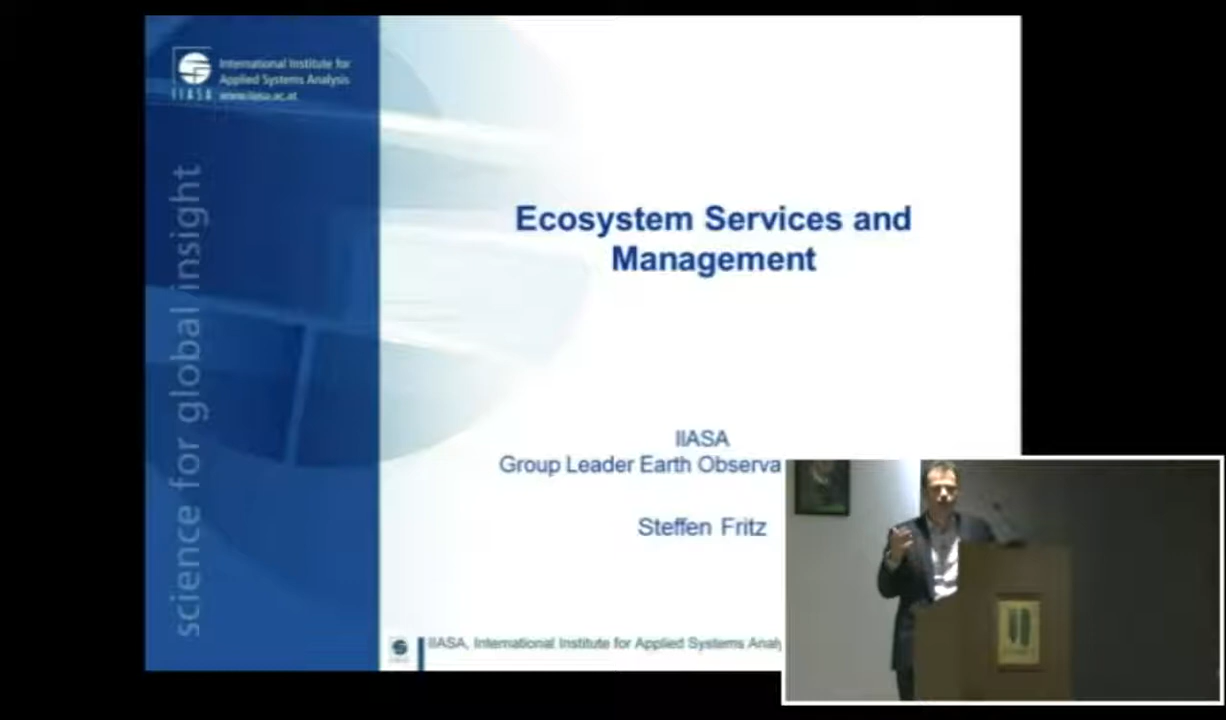 International Institute for
Applied Systems Analysis
www.iiasa.ac.at
IIASA
science for global insight
Ecosystem Services and
Management
IIASA
Group Leader Earth Observa
Steffen Fritz
IIASA, International Institute for Applied Systems Analy